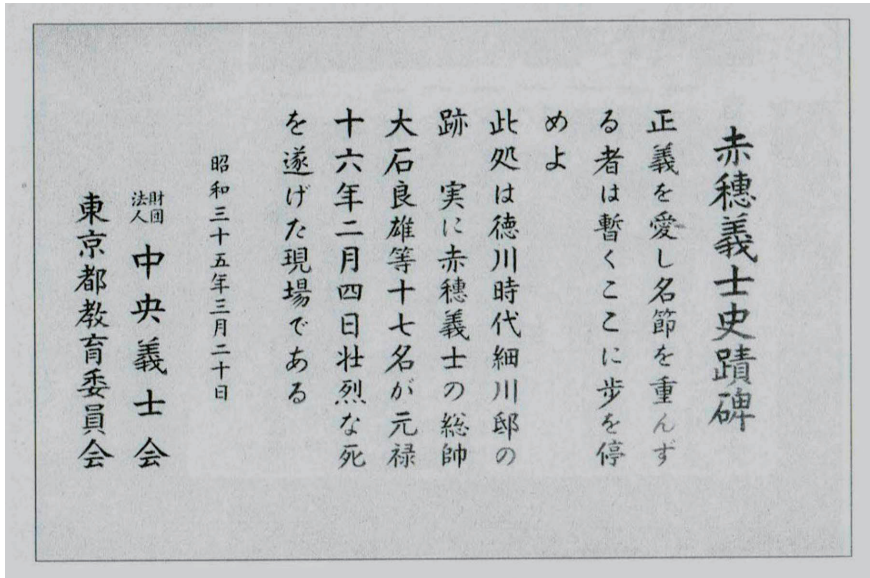 赤穂義士史蹟碑
正義を愛し名節を重んず
る者は暫くここに歩を停
めよ
此処は徳川時代細川邸の
跡　実に赤穂義士の総帥
大石良雄等十七名が元禄
十六年二月四日壮烈な死
を遂げた現場である
昭和三十五年三月二十日
財団法人 中央義士会
東京都教育委員会